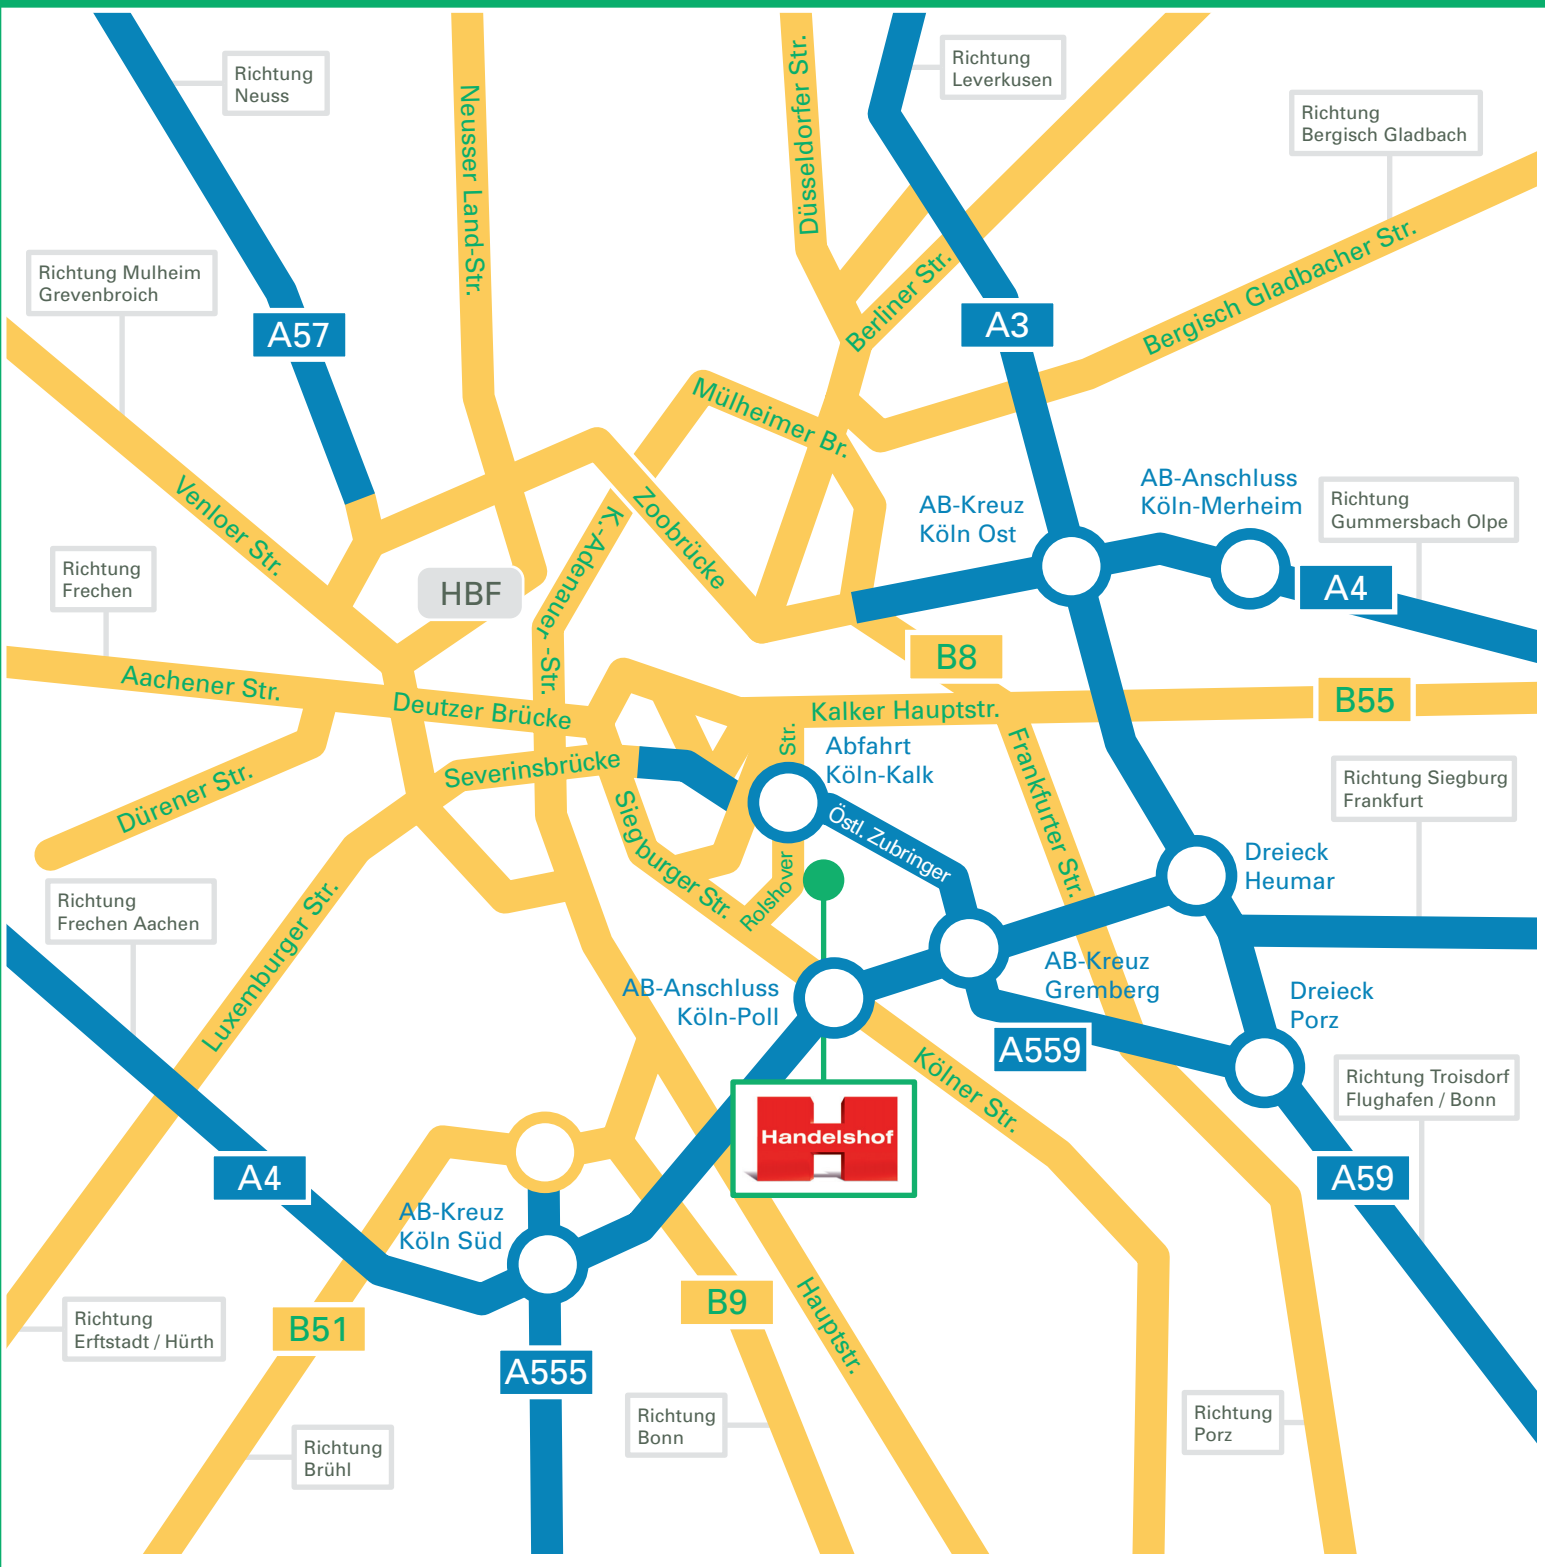 Richtung
Neuss
Neusser Land-Str.
Düsseldorfer Str.
Richtung
Leverkusen
Richtung
Bergisch Gladbach
Richtung Mulheim
Grevenbroich
A57
Berliner Str.
A3
Bergisch Gladbacher Str.
Mülheimer Br.
Venloer Str.
Zoobrücke
K.-Adenauer -Str.
AB-Kreuz
Köln Ost
AB-Anschluss
Köln-Merheim
Richtung
Gummersbach Olpe
Richtung
Frechen
HBF
A4
B8
Aachener Str.
Deutzer Brücke
Kalker Hauptstr.
B55
Dürener Str.
Severinsbrücke
Str.
Rolshover
Abfahrt
Köln-Kalk
Frankfurter Str.
Richtung Siegburg
Frankfurt
Siegburger Str.
Östl. Zubringer
Dreieck
Heumar
Richtung
Frechen Aachen
Luxemburger Str.
AB-Anschluss
Köln-Poll
AB-Kreuz
Gremberg
Dreieck
Porz
A559
Kölner Str.
Richtung Troisdorf
Flughafen / Bonn
Handelshof
A4
A59
AB-Kreuz
Köln Süd
B9
Hauptstr.
B51
Richtung
Erftstadt / Hürth
A555
Richtung
Bonn
Richtung
Porz
Richtung
Brühl